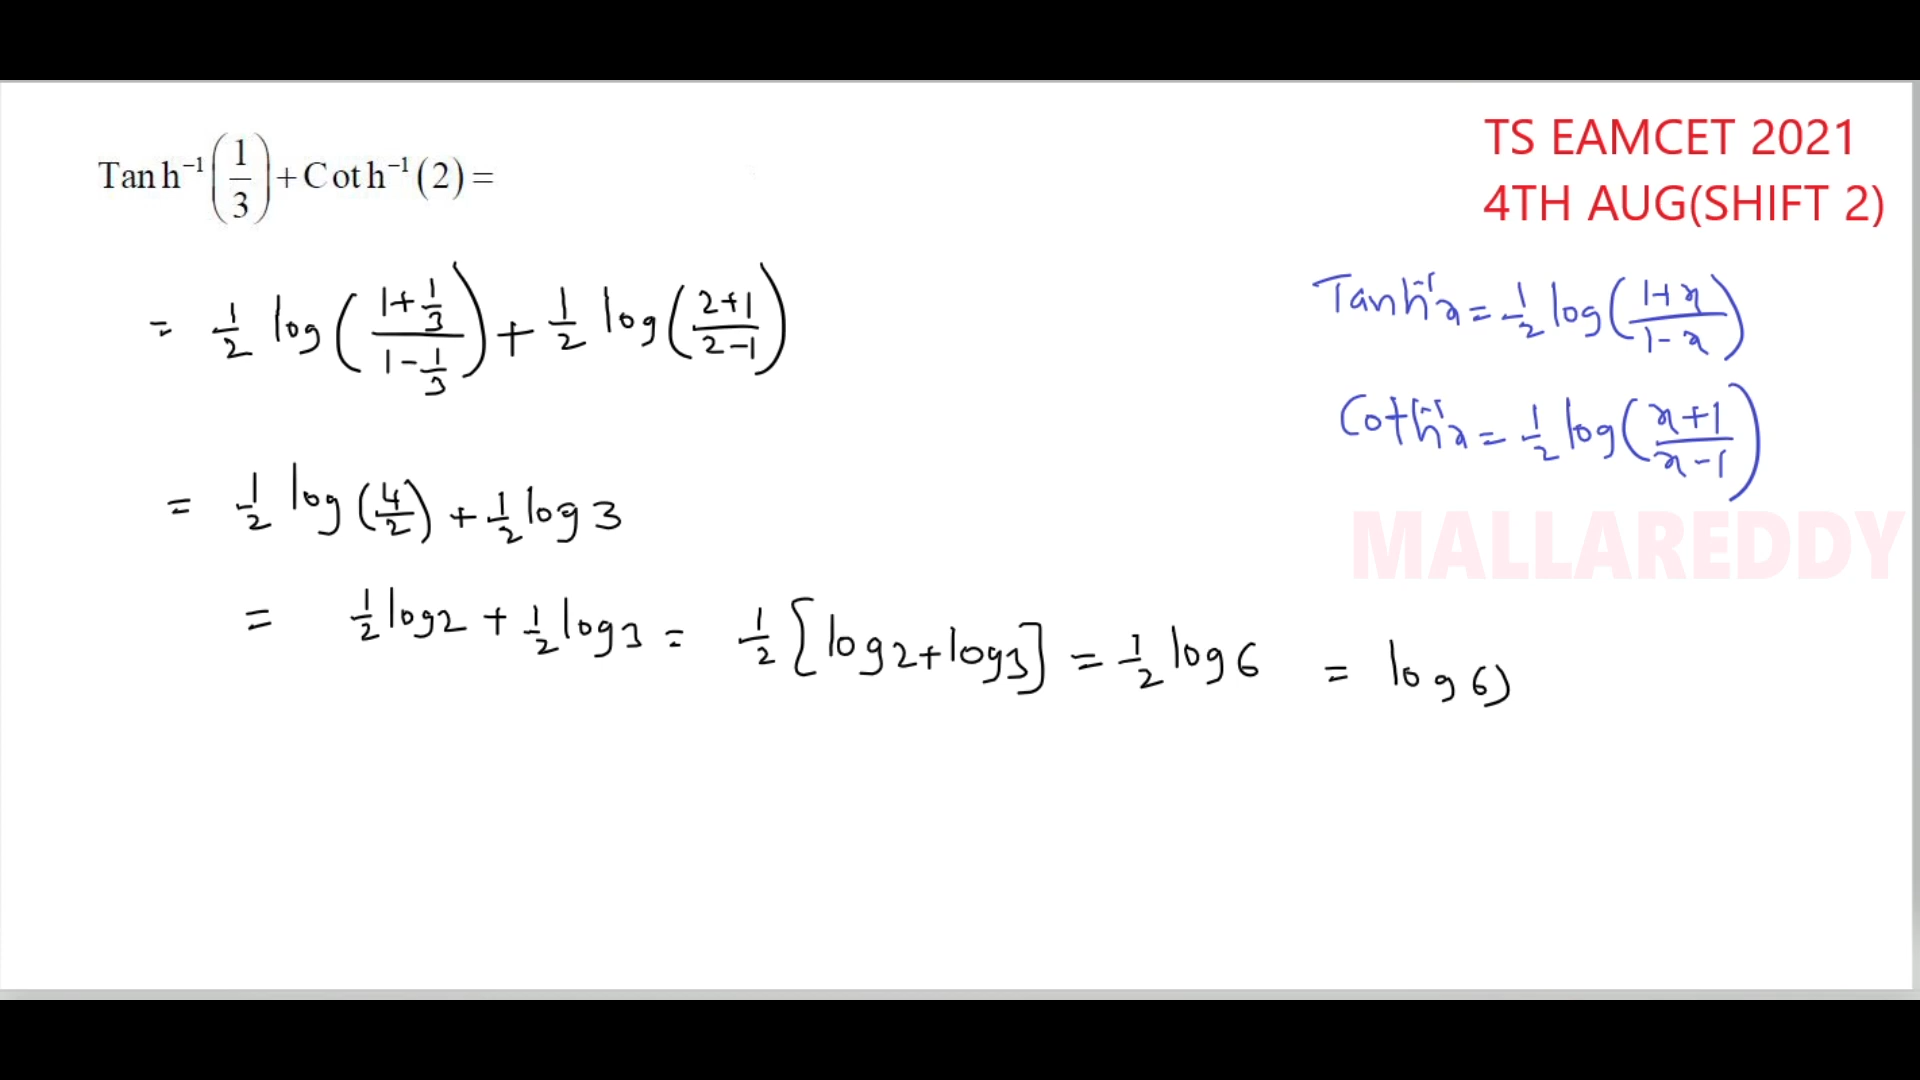 TS EAMCET 2021
4TH AUG(SHIFT 2)
Tanh⁻¹(1/3)+Coth⁻¹(2)=
= 1/2 log((1+1/3)/(1-1/3)) + 1/2 log((2+1)/(2-1))
Tanh⁻¹x = 1/2 log((1+x)/(1-x))
Coth⁻¹x = 1/2 log((x+1)/(x-1))
= 1/2 log(4/2) + 1/2 log 3
MALLAREDDY
= 1/2 log2 + 1/2 log3 = 1/2 [log2+log3] = 1/2 log6 = log 6)